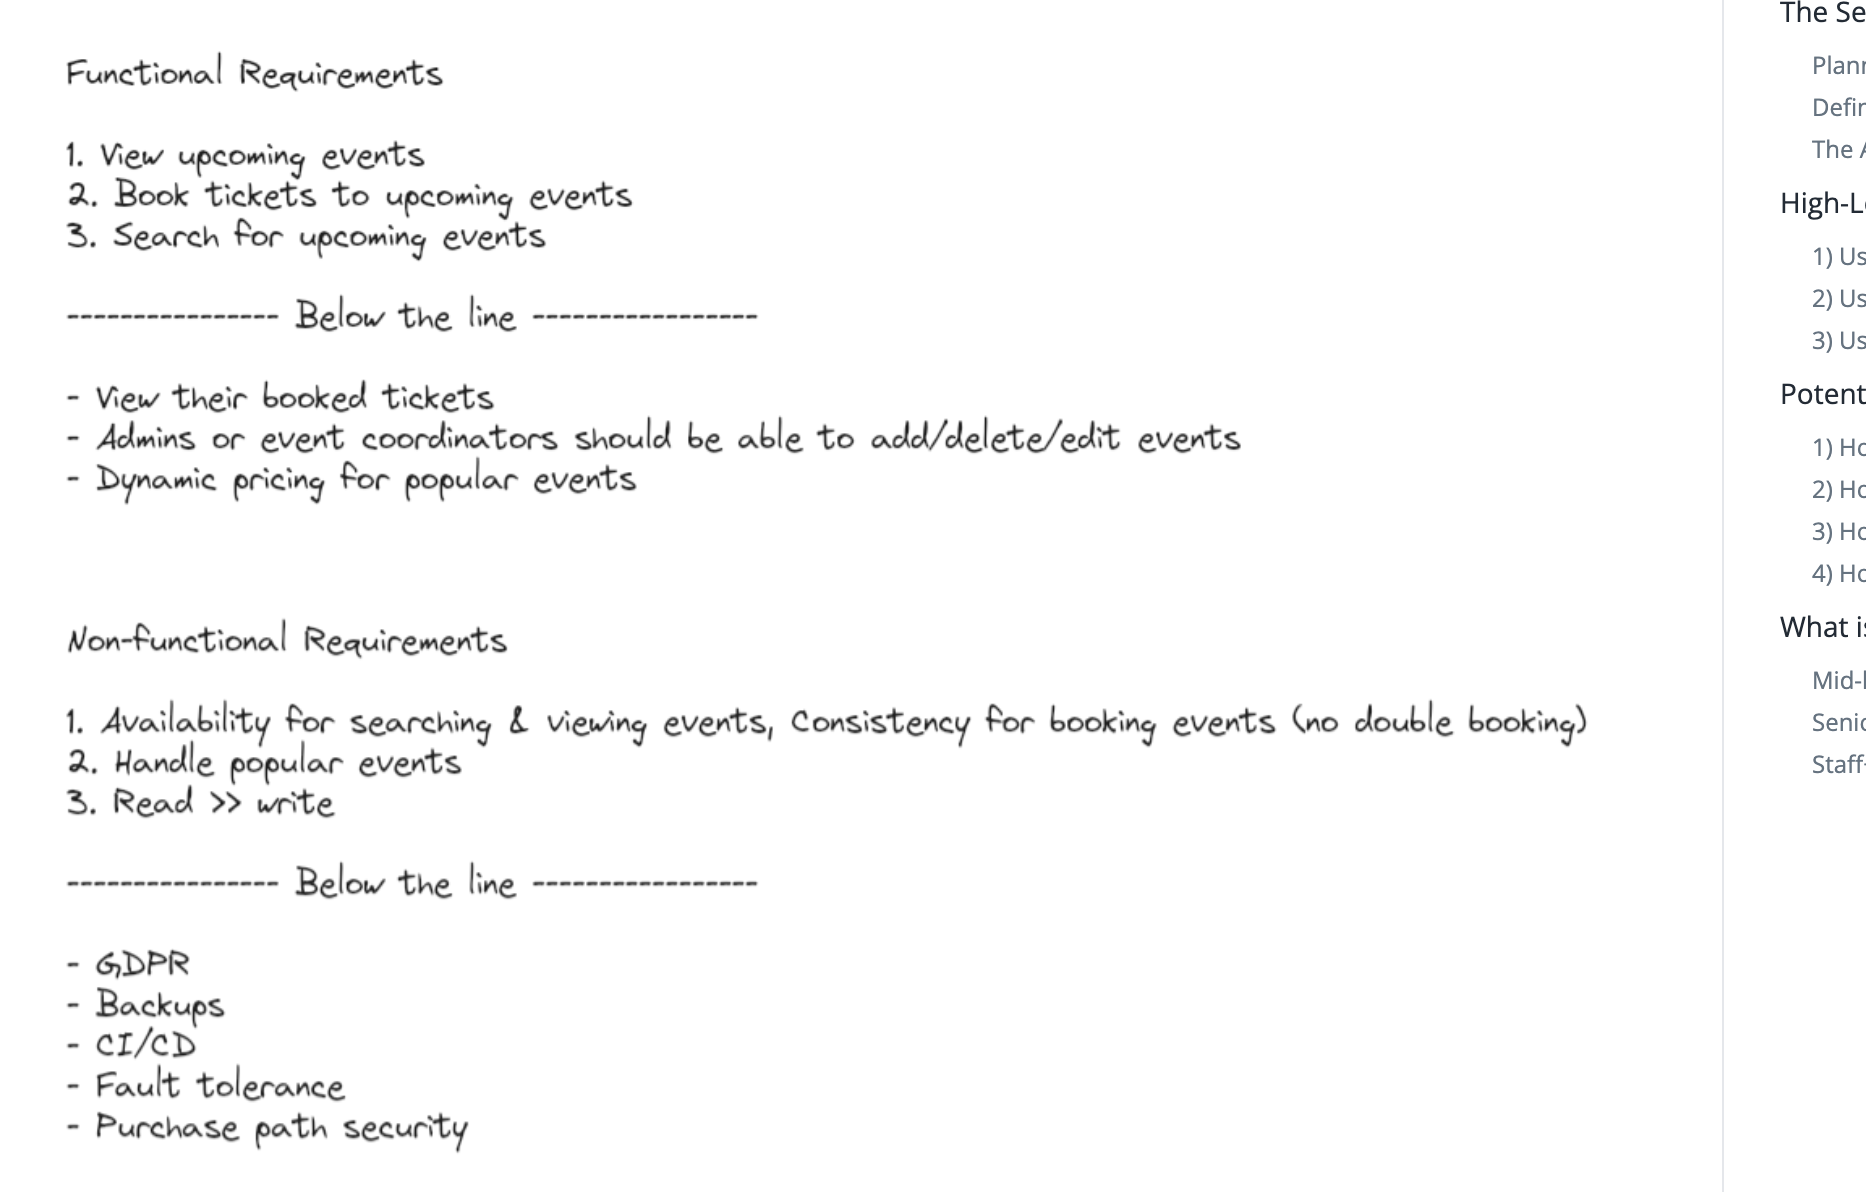 Functional Requirements
1. View upcoming events
2. Book tickets to upcoming events
3. Search for upcoming events
---------------- Below the line -----------------
- View their booked tickets
- Admins or event coordinators should be able to add/delete/edit events
- Dynamic pricing for popular events
Non-functional Requirements
1. Availability for searching & viewing events, Consistency for booking events (no double booking)
2. Handle popular events
3. Read >> write
---------------- Below the line -----------------
- GDPR
- Backups
- CI/CD
- Fault tolerance
- Purchase path security
The Se
Plann
Defin
The A
High-Le
1) Us
2) Us
3) Us
Potent
1) Ho
2) Ho
3) Ho
4) Ho
What is
Mid-l
Senio
Staff-